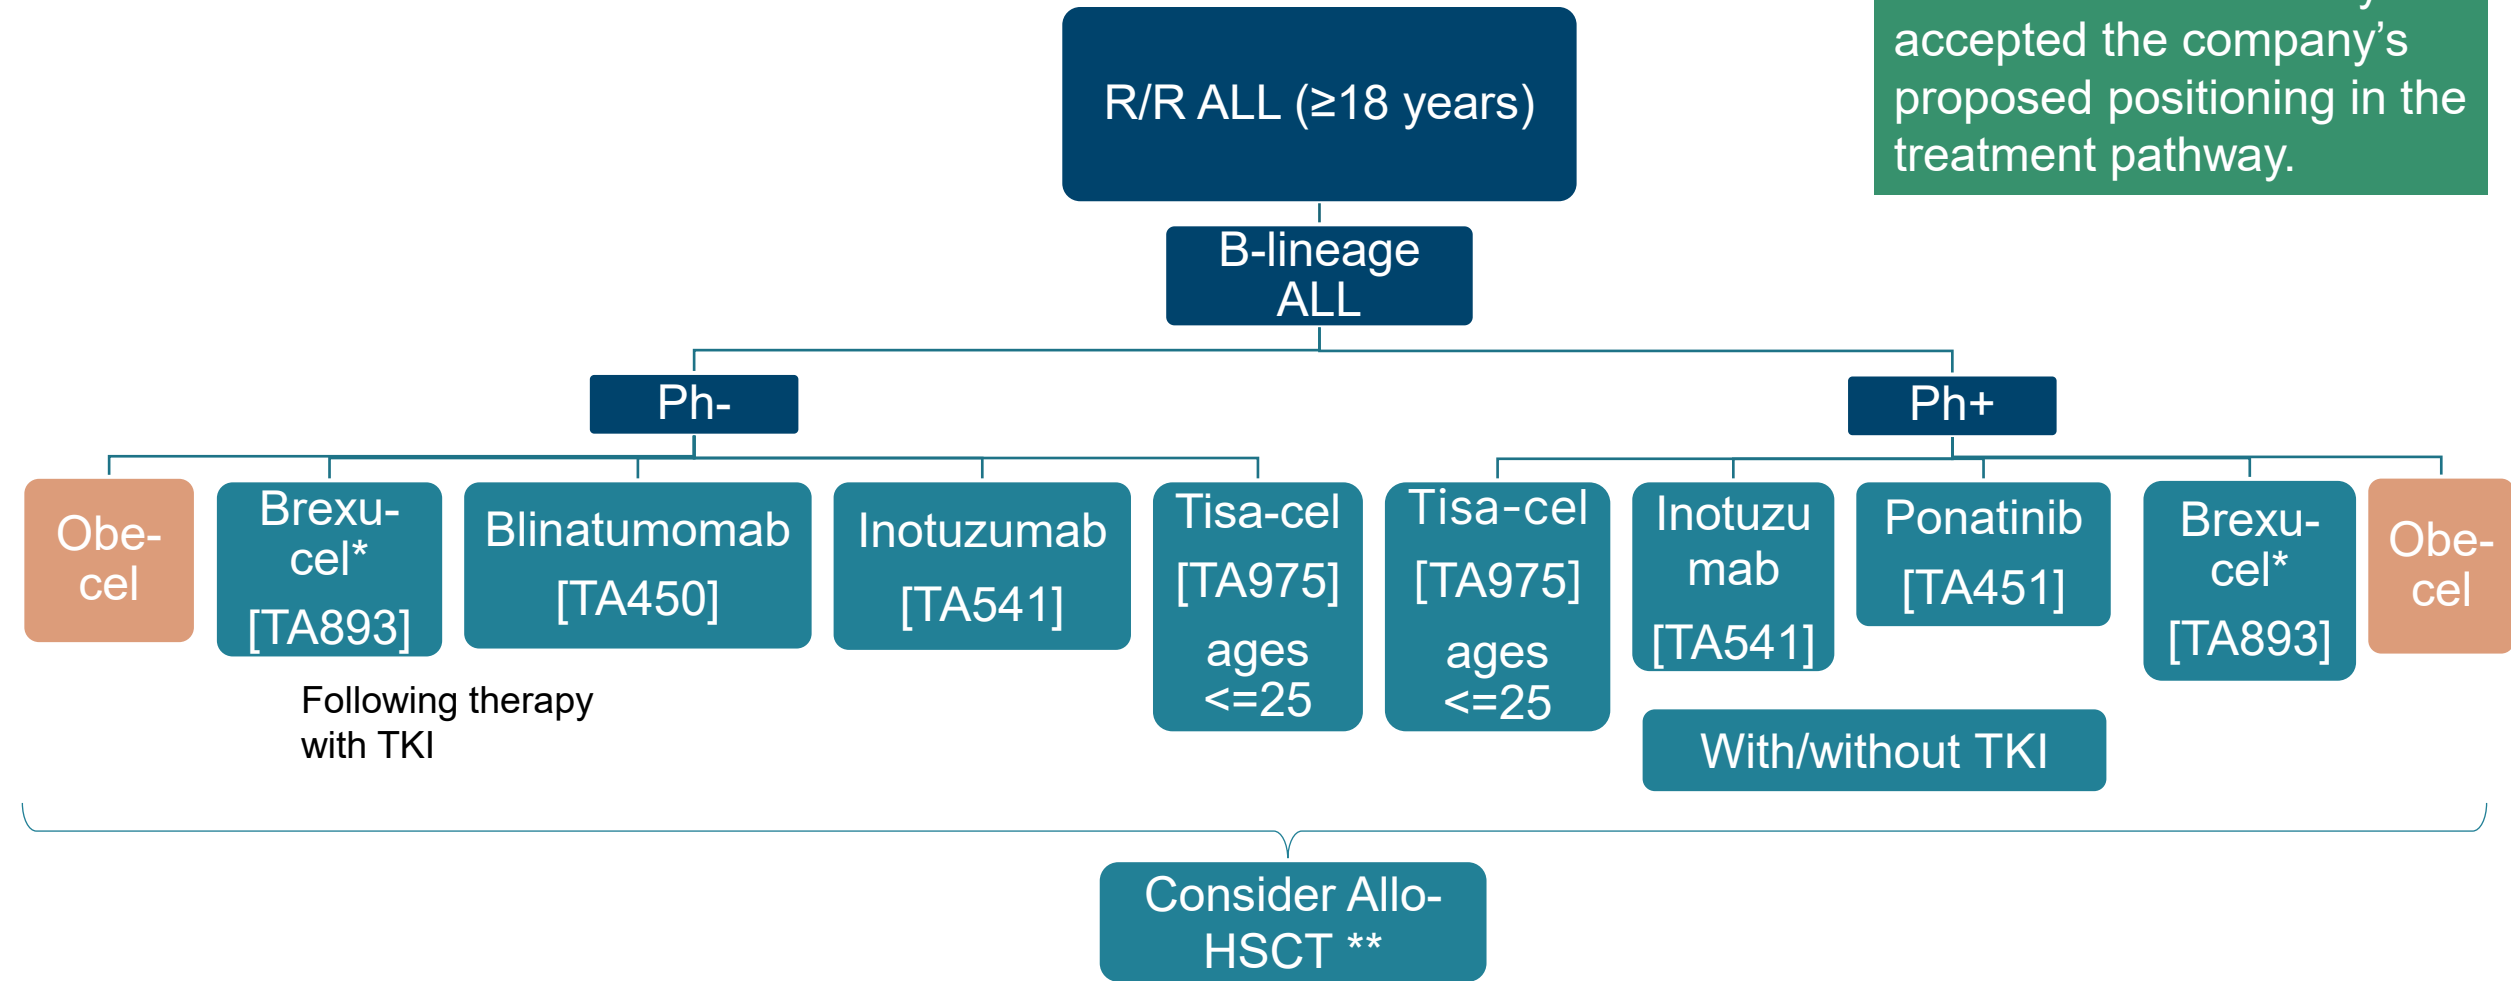 accepted the company's
proposed positioning in the
treatment pathway.
R/R ALL (≥18 years)
B-lineage
ALL
Ph-
Ph+
Obe-
cel
Brexu-
cel*
[TA893]
Blinatumomab
[TA450]
Inotuzumab
[TA541]
Tisa-cel
[TA975]
ages
<=25
Tisa-cel
[TA975]
ages
<=25
Inotuzu
mab
[TA541]
Ponatinib
[TA451]
Brexu-
cel*
[TA893]
Obe-
cel
Following therapy
with TKI
With/without TKI
Consider Allo-
HSCT **